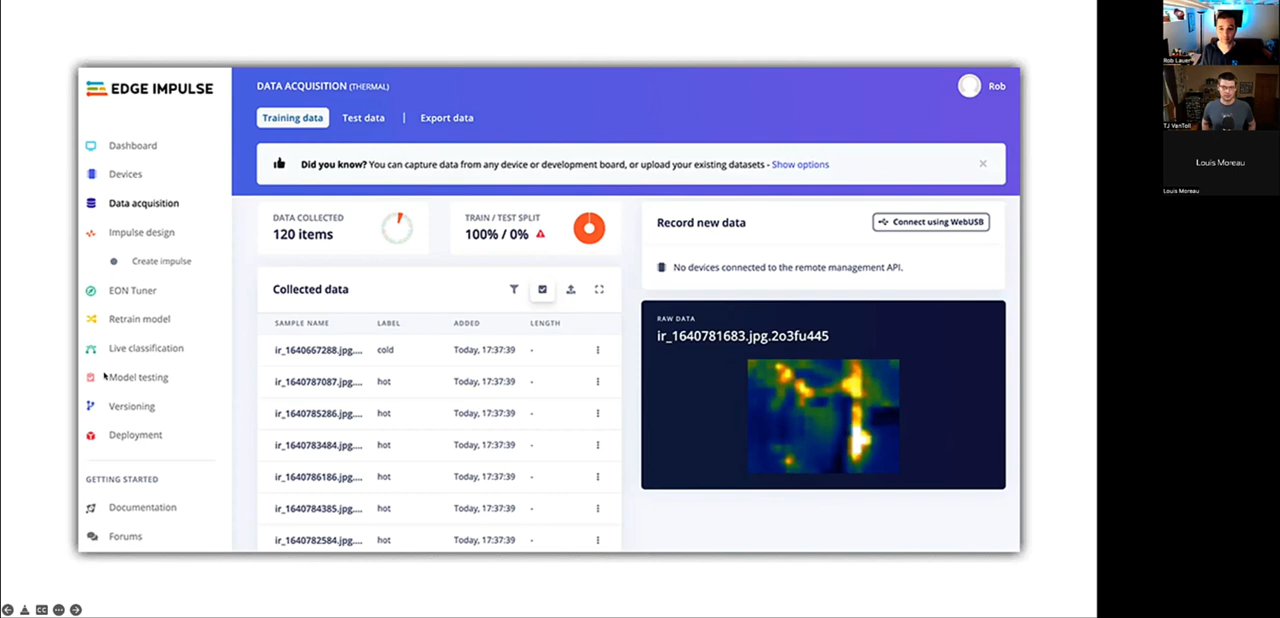 EDGE IMPULSE
Dashboard
Devices
Data acquisition
Impulse design
Create impulse
EON Tuner
Retrain model
Live classification
Model testing
Versioning
Deployment
GETTING STARTED
Documentation
Forums
DATA ACQUISITION (THERMAL)
Rob
Training data
Test data
|
Export data
Did you know? You can capture data from any device or development board, or upload your existing datasets - Show options
DATA COLLECTED
120 items
TRAIN / TEST SPLIT
100% / 0%
Collected data
SAMPLE NAME LABEL ADDED LENGTH
ir_1640667288.jpg.... cold Today, 17:37:39 -
ir_1640787087.jpg.... hot Today, 17:37:39 -
ir_1640785286.jpg.... hot Today, 17:37:39 -
ir_1640783484.jpg.... hot Today, 17:37:39 -
ir_1640786186.jpg.... hot Today, 17:37:39 -
ir_1640784385.jpg.... hot Today, 17:37:39 -
ir_1640782584.jpg.... hot Today, 17:37:39 -
Record new data
Connect using WebUSB
No devices connected to the remote management API.
RAW DATA
ir_1640781683.jpg.2o3fu445
Rob Lauer
TJ VanToll
Louis Moreau
Louis Moreau
CC